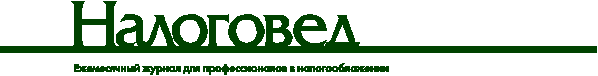 Налоговед
Ежемесячный журнал для профессионалов в налогообложении